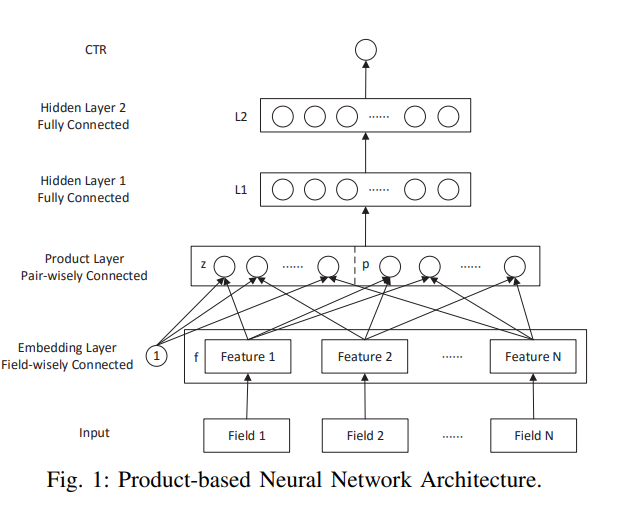 CTR
Hidden Layer 2
Fully Connected
L2
......
Hidden Layer 1
Fully Connected
L1
......
Product Layer
Pair-wisely Connected
z
......
p
......
Embedding Layer
Field-wisely Connected
1
f
Feature 1
Feature 2
......
Feature N
Input
Field 1
Field 2
......
Field N
Fig. 1: Product-based Neural Network Architecture.